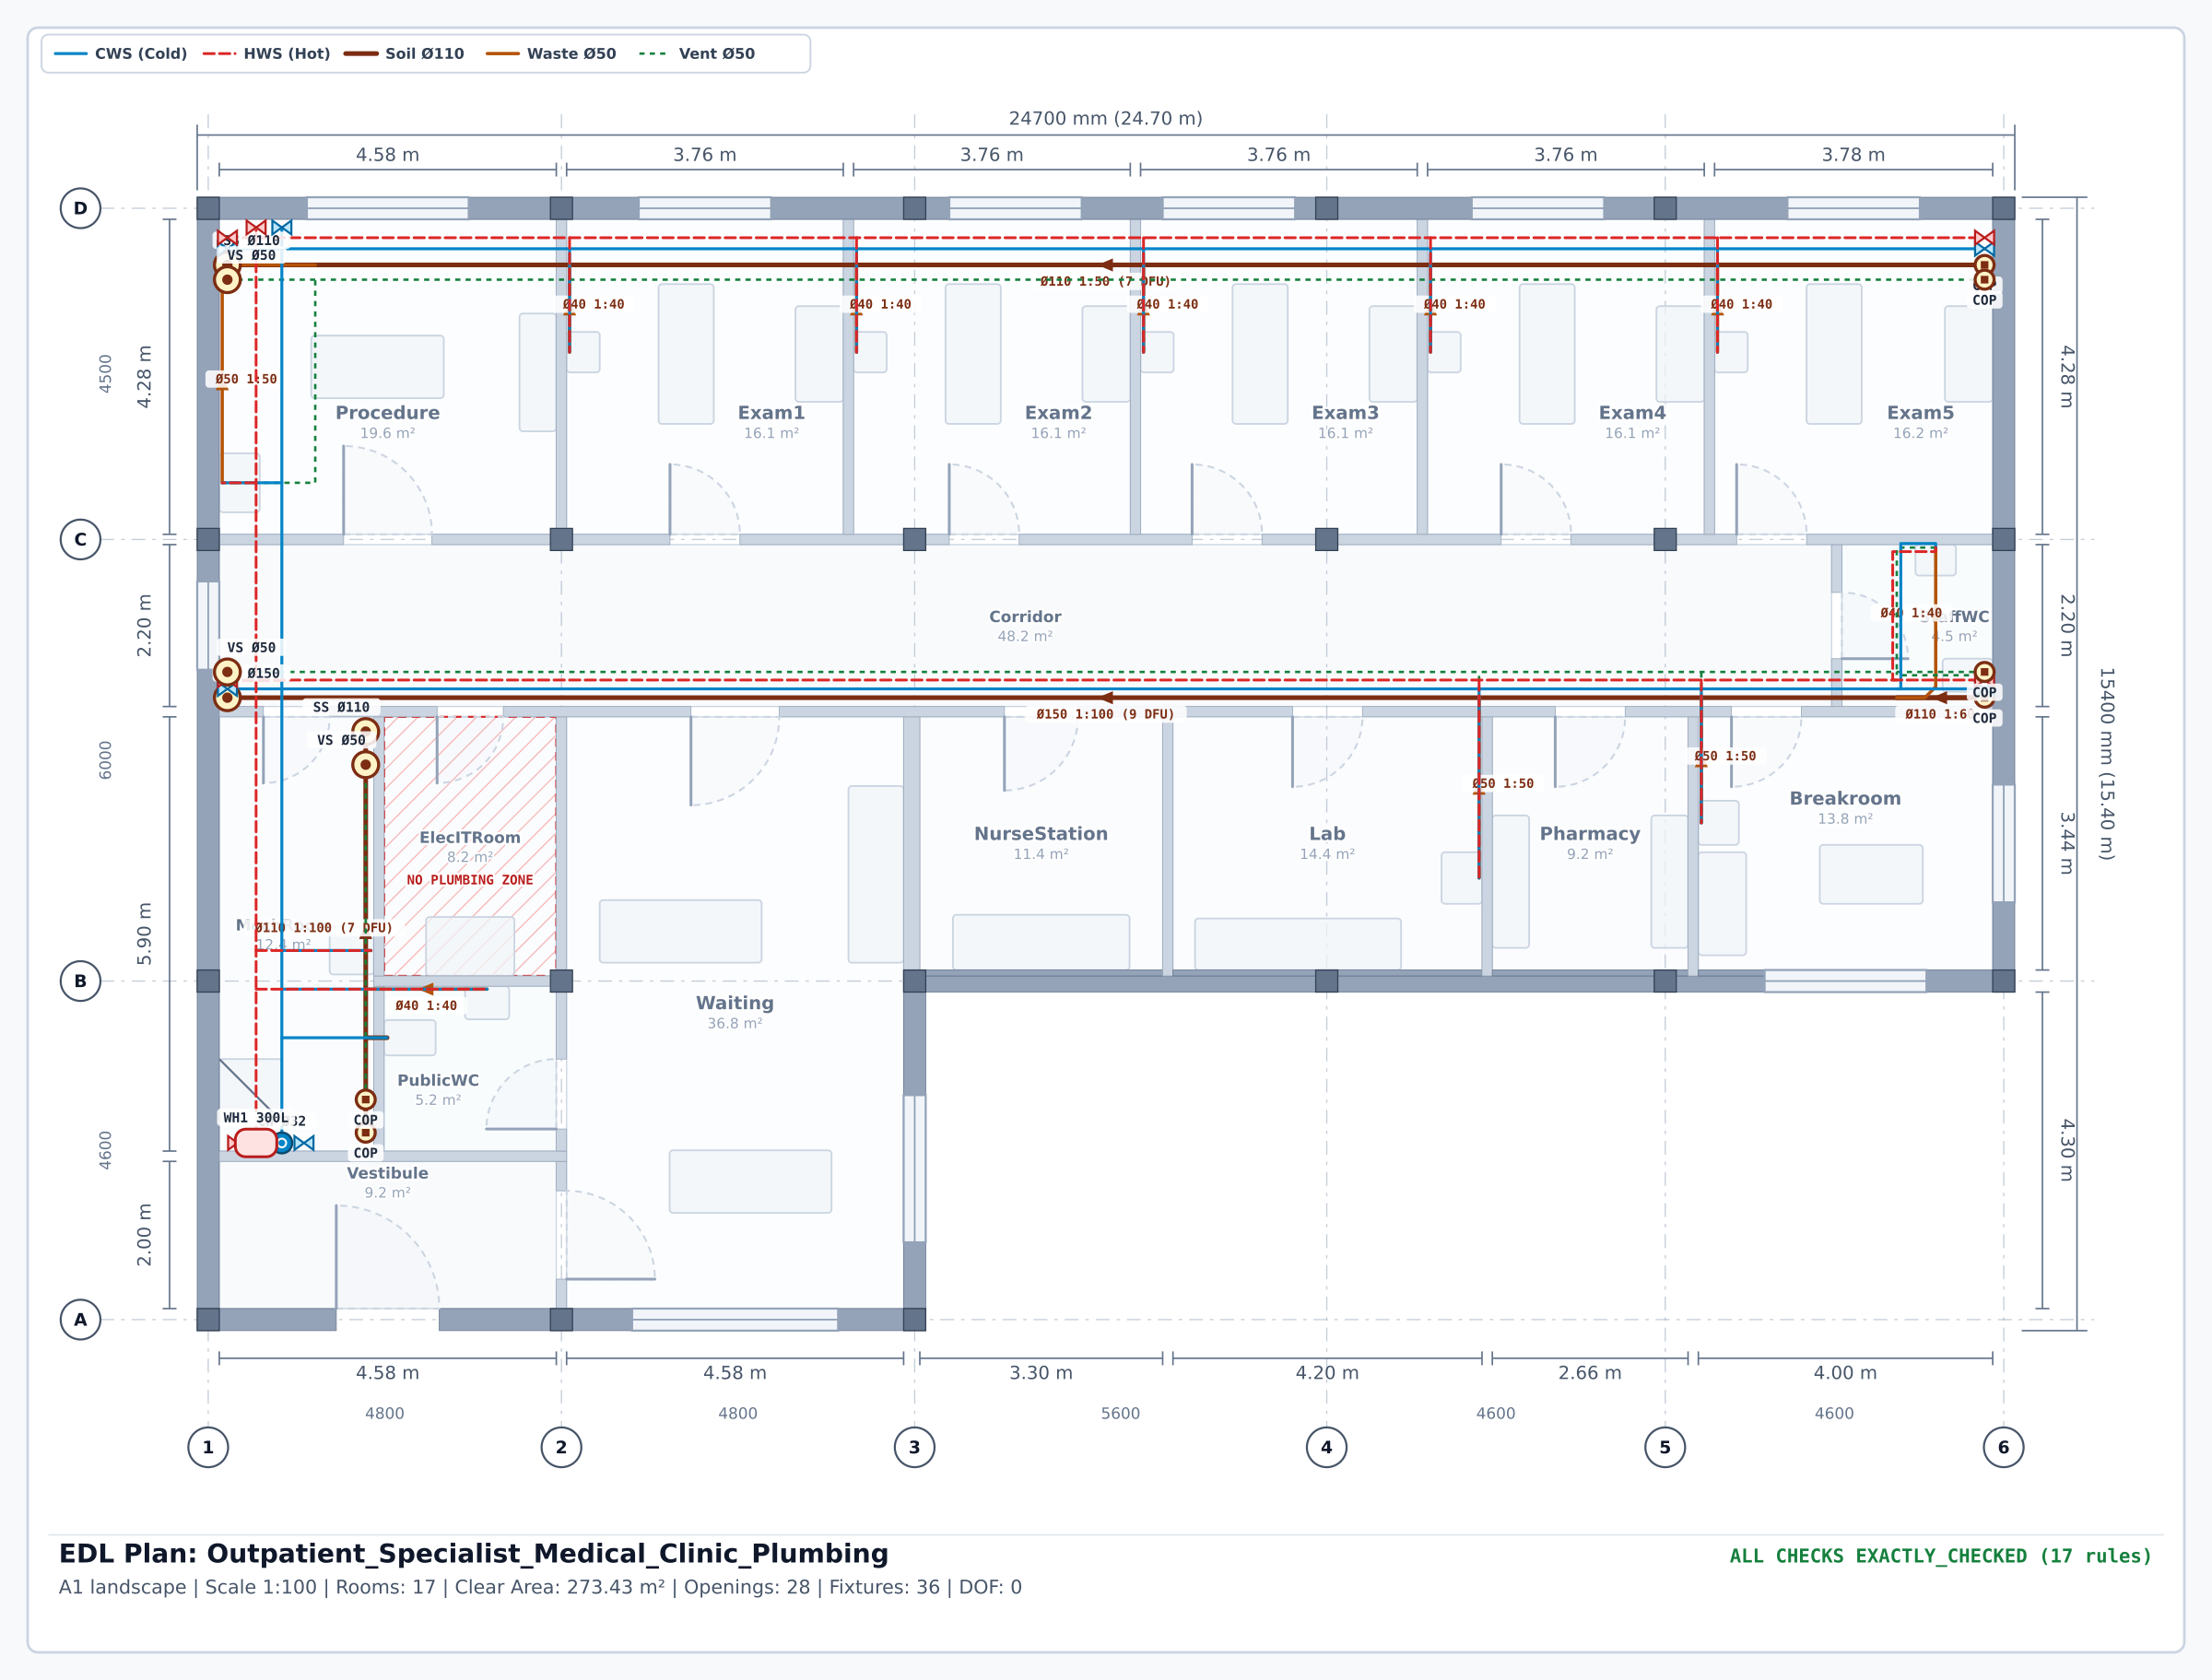 CWS (Cold) HWS (Hot) Soil Ø110 Waste Ø50 Vent Ø50
24700 mm (24.70 m)
4.58 m 3.76 m 3.76 m 3.76 m 3.76 m 3.78 m
D
Ø110
VS Ø50
Ø110 1:50 (7 DFU)
COP
Ø40 1:40 Ø40 1:40 Ø40 1:40 Ø40 1:40 Ø40 1:40
4500
4.28 m
4.28 m
Ø50 1:50
Procedure
19.6 m²
Exam1
16.1 m²
Exam2
16.1 m²
Exam3
16.1 m²
Exam4
16.1 m²
Exam5
16.2 m²
C
2.20 m
2.20 m
Corridor
48.2 m²
Ø40 1:40
4.5 m²
VS Ø50
Ø150
COP
SS Ø110
Ø150 1:100 (9 DFU)
Ø110
COP
VS Ø50
6000
15400 mm (15.40 m)
Ø50 1:50
Ø50 1:50
ElecITRoom
8.2 m²
NO PLUMBING ZONE
NurseStation
11.4 m²
Lab
14.4 m²
Pharmacy
9.2 m²
Breakroom
13.8 m²
3.44 m
5.90 m
Ø110 1:100 (7 DFU)
B
Ø40 1:40
Waiting
36.8 m²
PublicWC
5.2 m²
WH1 300L
COP
COP
4600
4.30 m
Vestibule
9.2 m²
2.00 m
A
4.58 m 4.58 m 3.30 m 4.20 m 2.66 m 4.00 m
4800 4800 5600 4600 4600
1 2 3 4 5 6
EDL Plan: Outpatient_Specialist_Medical_Clinic_Plumbing
ALL CHECKS EXACTLY_CHECKED (17 rules)
A1 landscape | Scale 1:100 | Rooms: 17 | Clear Area: 273.43 m² | Openings: 28 | Fixtures: 36 | DOF: 0